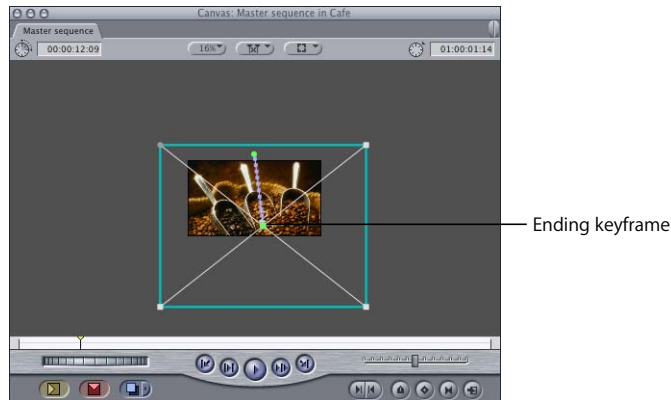 Canvas: Master sequence in Cafe
Master sequence
00:00:12:09
16%
01:00:01:14
Ending keyframe